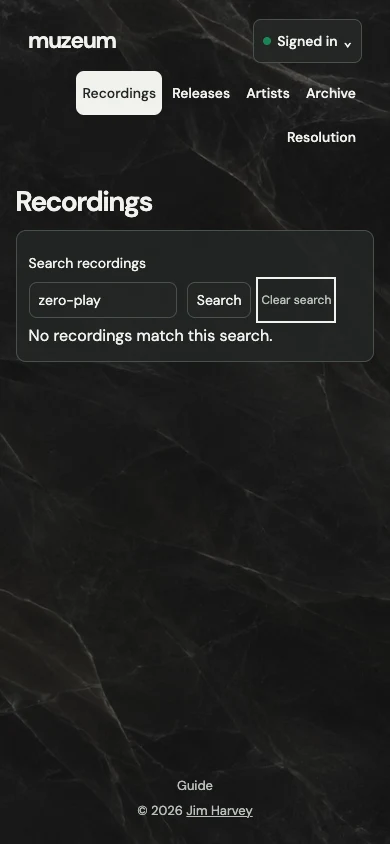 muzeum
Signed in
Recordings Releases Artists Archive
Resolution
Recordings
Search recordings
zero-play Search Clear search
No recordings match this search.
Guide
© 2026 Jim Harvey